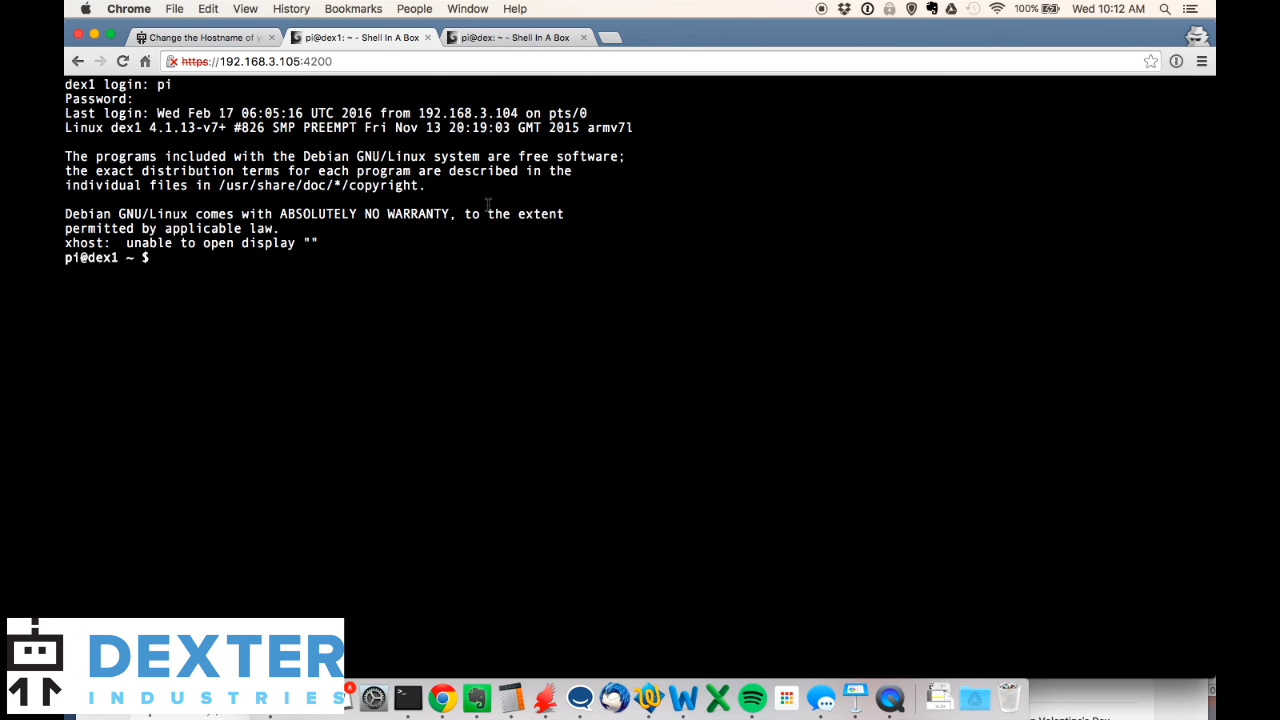 Chrome File Edit View History Bookmarks People Window Help 100% Wed 10:12 AM
Change the Hostname of y
pi@dex1: ~ - Shell In A Box
pi@dex: ~ - Shell In A Box
https://192.168.3.105:4200
dex1 login: pi
Password:
Last login: Wed Feb 17 06:05:16 UTC 2016 from 192.168.3.104 on pts/0
Linux dex1 4.1.13-v7+ #826 SMP PREEMPT Fri Nov 13 20:19:03 GMT 2015 armv7l
The programs included with the Debian GNU/Linux system are free software;
the exact distribution terms for each program are described in the
individual files in /usr/share/doc/*/copyright.
Debian GNU/Linux comes with ABSOLUTELY NO WARRANTY, to the extent
permitted by applicable law.
xhost:  unable to open display ""
pi@dex1 ~ $
DEXTER
INDUSTRIES
8